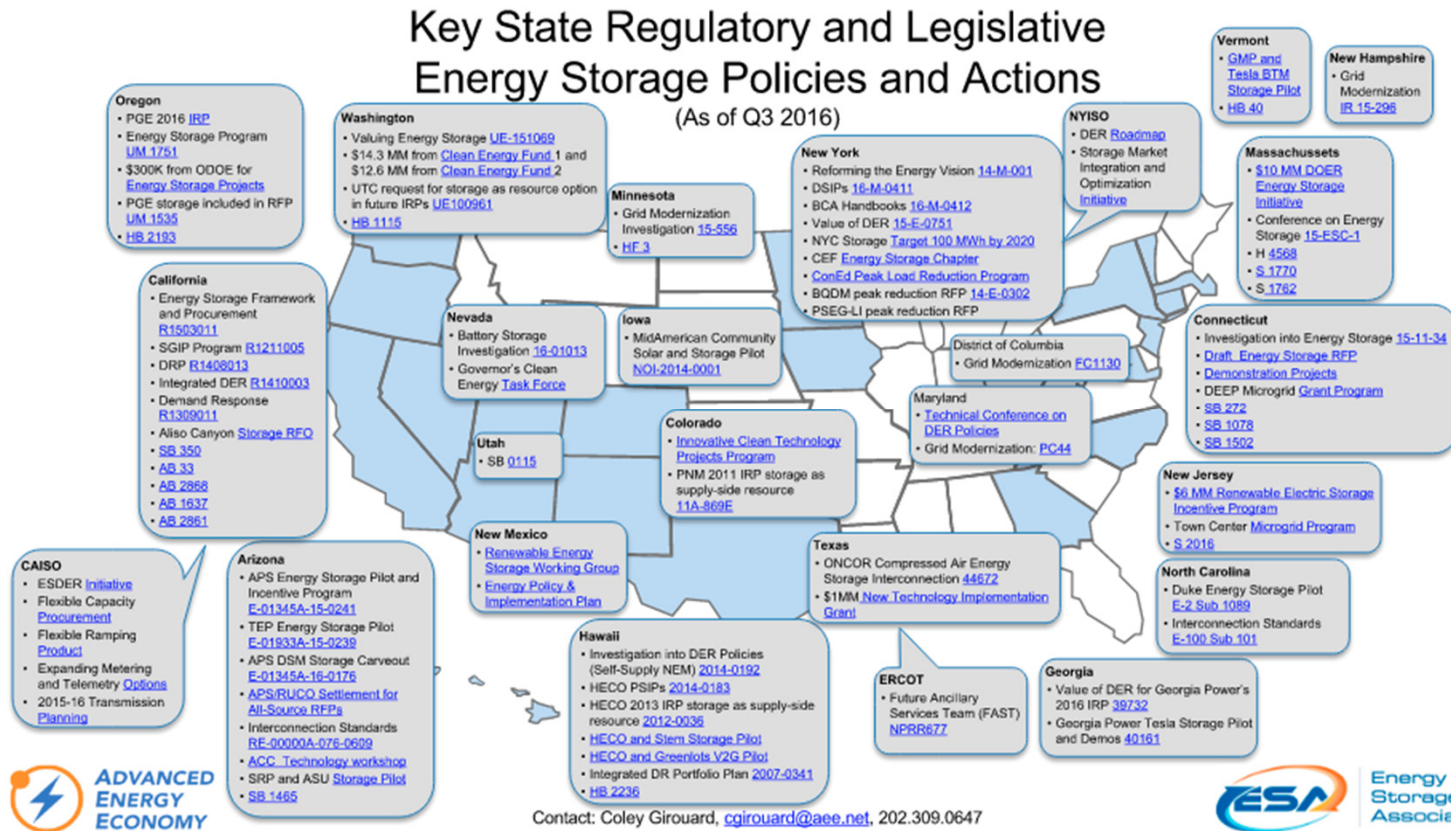 Key State Regulatory and Legislative
Energy Storage Policies and Actions
(As of Q3 2016)
Oregon
• PGE 2016 IRP
• Energy Storage Program
UM 1751
• $300K from ODOE for
Energy Storage Projects
• PGE storage included in RFP
UM 1535
• HB 2193
Washington
• Valuing Energy Storage UE-151069
• $14.3 MM from Clean Energy Fund 1 and
$12.6 MM from Clean Energy Fund 2
• UTC request for storage as resource option
in future IRPs UE100961
• HB 1115
Minnesota
• Grid Modernization
Investigation 15-556
• HF 3
New York
• Reforming the Energy Vision 14-M-001
• DSIPs 16-M-0411
• BCA Handbooks 16-M-0412
• Value of DER 15-E-0751
• NYC Storage Target 100 MWh by 2020
• CEF Energy Storage Chapter
• ConEd Peak Load Reduction Program
• BQDM peak reduction RFP 14-E-0302
• PSEG-LI peak reduction RFP
NYISO
• DER Roadmap
• Storage Market
Integration and
Optimization
Initiative
Vermont
• GMP and
Tesla BTM
Storage Pilot
• HB 40
New Hampshire
• Grid
Modernization
IR 15-296
Massachussets
• $10 MM DOER
Energy Storage
Initiative
• Conference on Energy
Storage 15-ESC-1
• H 4568
• S 1770
• S 1762
California
• Energy Storage Framework
and Procurement
R1503011
• SGIP Program R1211005
• DRP R1408013
• Integrated DER R1410003
• Demand Response
R1309011
• Aliso Canyon Storage RFO
• SB 350
• AB 33
• AB 2868
• AB 1637
• AB 2861
Nevada
• Battery Storage
Investigation 16-01013
• Governor's Clean
Energy Task Force
Iowa
• MidAmerican Community
Solar and Storage Pilot
NOI-2014-0001
District of Columbia
• Grid Modernization FC1130
Connecticut
• Investigation into Energy Storage 15-11-34
• Draft Energy Storage RFP
• Demonstration Projects
• DEEP Microgrid Grant Program
• SB 272
• SB 1078
• SB 1502
Maryland
• Technical Conference on
DER Policies
• Grid Modernization: PC44
Utah
• SB 0115
Colorado
• Innovative Clean Technology
Projects Program
• PNM 2011 IRP storage as
supply-side resource
11A-869E
New Jersey
• $6 MM Renewable Electric Storage
Incentive Program
• Town Center Microgrid Program
• S 2016
New Mexico
• Renewable Energy
Storage Working Group
• Energy Policy &
Implementation Plan
Texas
• ONCOR Compressed Air Energy
Storage Interconnection 44672
• $1MM New Technology Implementation
Grant
North Carolina
• Duke Energy Storage Pilot
E-2 Sub 1089
• Interconnection Standards
E-100 Sub 101
CAISO
• ESDER Initiative
• Flexible Capacity
Procurement
• Flexible Ramping
Product
• Expanding Metering
and Telemetry Options
• 2015-16 Transmission
Planning
Arizona
• APS Energy Storage Pilot and
Incentive Program
E-01345A-15-0241
• TEP Energy Storage Pilot
E-01933A-15-0239
• APS DSM Storage Carveout
E-01345A-16-0176
• APS/RUCO Settlement for
All-Source RFPs
• Interconnection Standards
RE-00000A-076-0609
• ACC Technology workshop
• SRP and ASU Storage Pilot
• SB 1465
Hawaii
• Investigation into DER Policies
(Self-Supply NEM) 2014-0192
• HECO PSIPs 2014-0183
• HECO 2013 IRP storage as supply-side
resource 2012-0036
• HECO and Stem Storage Pilot
• HECO and Greenlots V2G Pilot
• Integrated DR Portfolio Plan 2007-0341
• HB 2236
ERCOT
• Future Ancillary
Services Team (FAST)
NPRR677
Georgia
• Value of DER for Georgia Power's
2016 IRP 39732
• Georgia Power Tesla Storage Pilot
and Demos 40161
ADVANCED
ENERGY
ECONOMY
Contact: Coley Girouard, cgirouard@aee.net, 202.309.0647
ESA
Energy
Storage
Associa